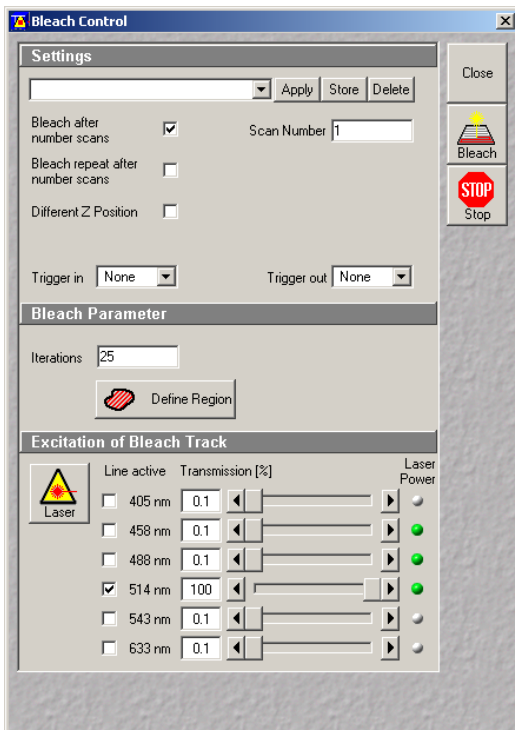 Bleach Control
Settings
Close
Apply Store Delete
Bleach after
number scans
Scan Number 1
Bleach
Bleach repeat after
number scans
STOP
Stop
Different Z Position
Trigger in None
Trigger out None
Bleach Parameter
Iterations 25
Define Region
Excitation of Bleach Track
Laser
Line active Transmission [%]
Laser
Power
405 nm 0.1
458 nm 0.1
488 nm 0.1
514 nm 100
543 nm 0.1
633 nm 0.1